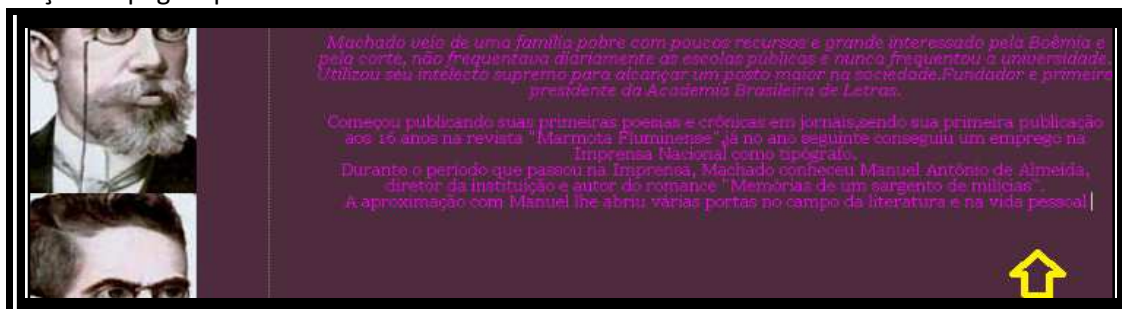 Machado veio de uma família pobre com poucos recursos e grande interessado pela Boêmia e
pela corte, não frequentava diariamente as escolas públicas e nunca frequentou a universidade.
Utilizou seu intelecto supremo para alcançar um posto maior na sociedade.Fundador e primeiro
presidente da Academia Brasileira de Letras.
Começou publicando suas primeiras poesias e crônicas em jornais,sendo sua primeira publicação
aos 16 anos na revista "Marmota Fluminense",já no ano seguinte conseguiu um emprego na
Imprensa Nacional como tipógrafo.
Durante o período que passou na Imprensa, Machado conheceu Manuel Antônio de Almeida,
diretor da instituição e autor do romance "Memórias de um sargento de milícias".
A aproximação com Manuel lhe abriu várias portas no campo da literatura e na vida pessoal